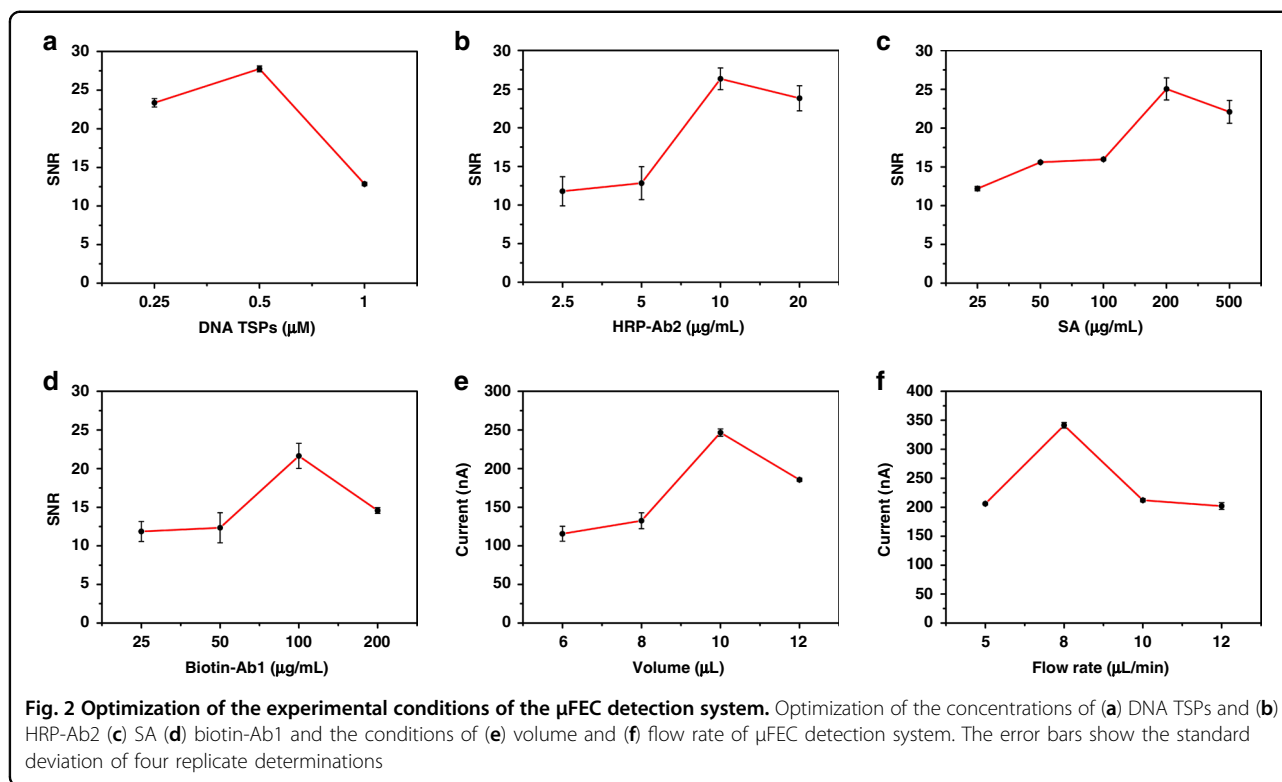 a
30
25
20
15
10
5
0
SNR
0.25 0.5 1
DNA TSPs (μM)
b
30
25
20
15
10
5
0
SNR
2.5 5 10 20
HRP-Ab2 (μg/mL)
c
30
25
20
15
10
5
0
SNR
25 50 100 200 500
SA (μg/mL)
d
30
25
20
15
10
5
0
SNR
25 50 100 200
Biotin-Ab1 (μg/mL)
e
300
250
200
150
100
50
0
Current (nA)
6 8 10 12
Volume (μL)
f
400
350
300
250
200
150
100
50
0
Current (nA)
5 8 10 12
Flow rate (μL/min)
Fig. 2 Optimization of the experimental conditions of the μFEC detection system. Optimization of the concentrations of (a) DNA TSPs and (b)
HRP-Ab2 (c) SA (d) biotin-Ab1 and the conditions of (e) volume and (f) flow rate of μFEC detection system. The error bars show the standard
deviation of four replicate determinations